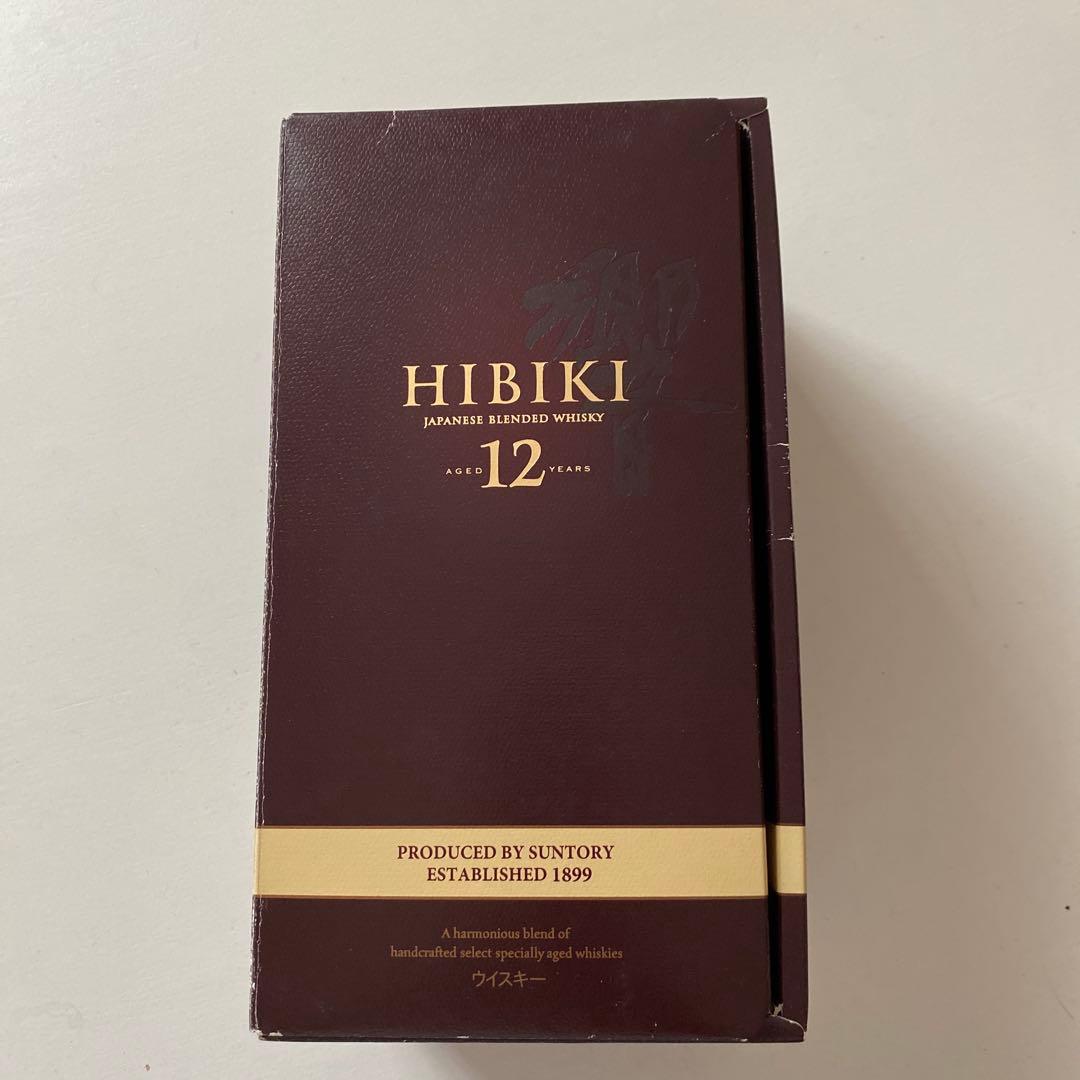 響
HIBIKI
JAPANESE BLENDED WHISKY
AGED 12 YEARS
PRODUCED BY SUNTORY
ESTABLISHED 1899
A harmonious blend of
handcrafted select specially aged whiskies
ウイスキー